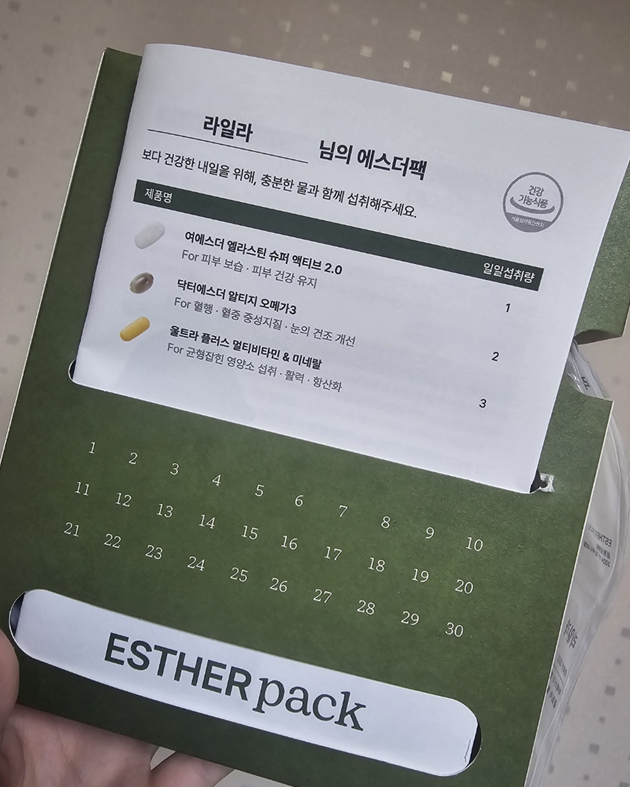 라일라 님의 에스더팩
보다 건강한 내일을 위해, 충분한 물과 함께 섭취해주세요.
건강
기능식품
제품명 일일섭취량
여에스더 엘라스틴 슈퍼 액티브 2.0 1
For 피부 보습 · 피부 건강 유지
닥터에스더 알티지 오메가3 2
For 혈행 · 혈중 중성지질 · 눈의 건조 개선
울트라 플러스 멀티비타민 & 미네랄 3
For 균형잡힌 영양소 섭취 · 활력 · 항산화
1 2 3 4 5 6 7 8 9 10
11 12 13 14 15 16 17 18 19 20
21 22 23 24 25 26 27 28 29 30
ESTHER pack